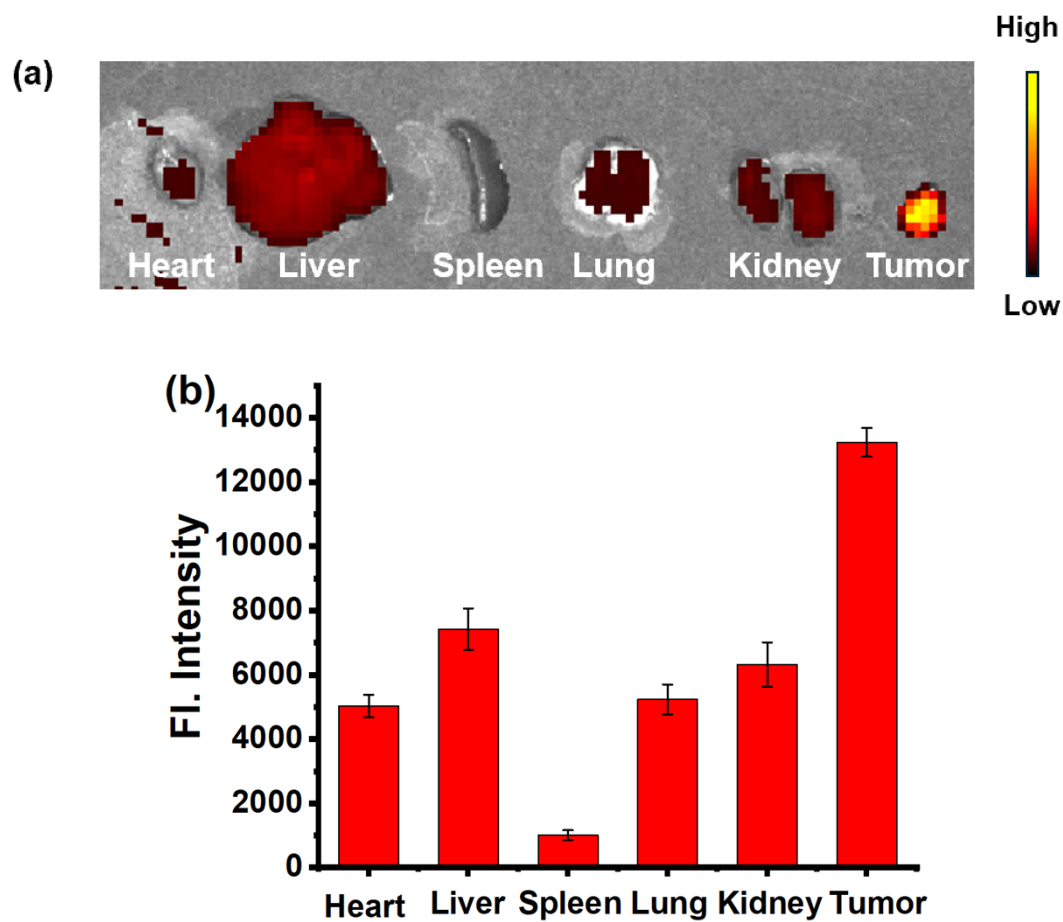 High
(a)
Heart Liver Spleen Lung Kidney Tumor
Low
(b)
14000
12000
10000
8000
6000
4000
2000
0
Fl. Intensity
Heart Liver Spleen Lung Kidney Tumor